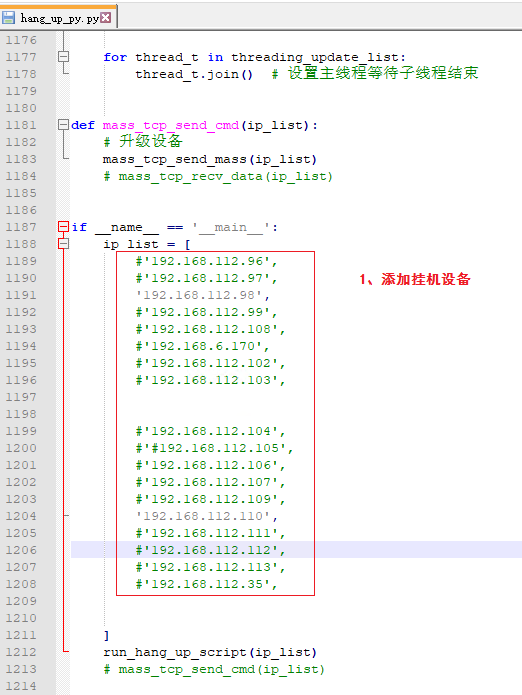 hang_up_py.py
1176
1177 for thread_t in threading_update_list:
1178 thread_t.join() # 设置主线程等待子线程结束
1179
1180
1181 def mass_tcp_send_cmd(ip_list):
1182 # 升级设备
1183 mass_tcp_send_mass(ip_list)
1184 # mass_tcp_recv_data(ip_list)
1185
1186
1187 if __name__ == '__main__':
1188 ip_list = [
1189 #'192.168.112.96',
1190 #'192.168.112.97', 1、添加挂机设备
1191 '192.168.112.98',
1192 #'192.168.112.99',
1193 #'192.168.112.108',
1194 #'192.168.6.170',
1195 #'192.168.112.102',
1196 #'192.168.112.103',
1197
1198
1199 #'192.168.112.104',
1200 #'#192.168.112.105',
1201 #'192.168.112.106',
1202 #'192.168.112.107',
1203 #'192.168.112.109',
1204 '192.168.112.110',
1205 #'192.168.112.111',
1206 #'192.168.112.112',
1207 #'192.168.112.113',
1208 #'192.168.112.35',
1209
1210
1211 ]
1212 run_hang_up_script(ip_list)
1213 # mass_tcp_send_cmd(ip_list)
1214